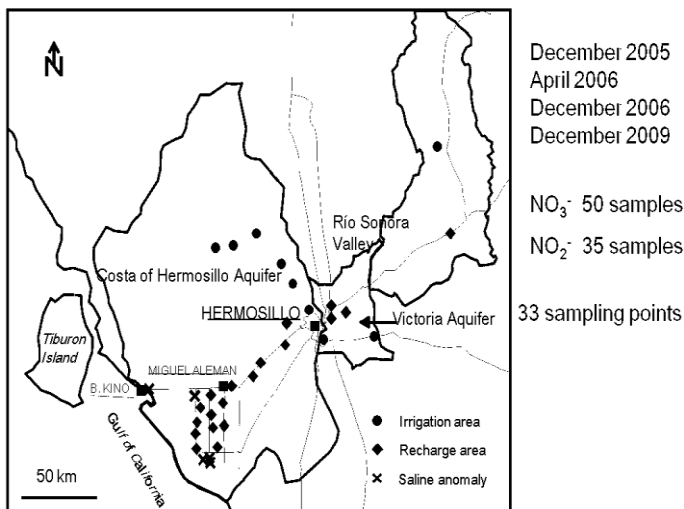 N
Río Sonora
Valley
Costa of Hermosillo Aquifer
HERMOSILLO
Victoria Aquifer
Tiburon
Island
MIGUEL ALEMAN
B. KINO
Gulf of California
Irrigation area
Recharge area
Saline anomaly
50 km
December 2005
April 2006
December 2006
December 2009
NO₃⁻ 50 samples
NO₂⁻ 35 samples
33 sampling points